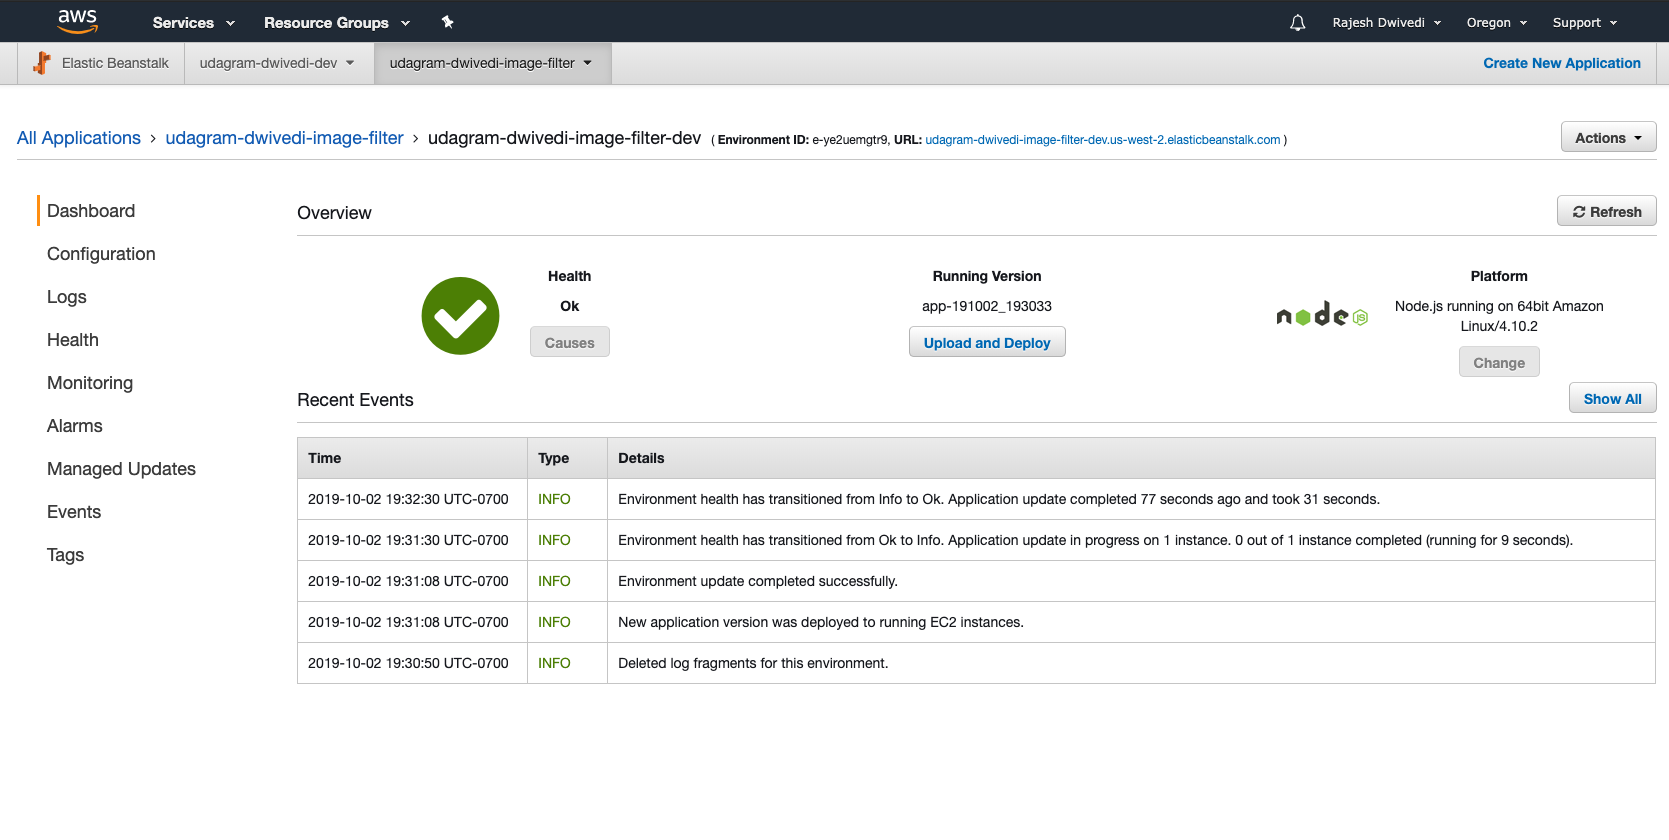 aws Services Resource Groups Rajesh Dwivedi Oregon Support
Elastic Beanstalk udagram-dwivedi-dev udagram-dwivedi-image-filter Create New Application
All Applications › udagram-dwivedi-image-filter › udagram-dwivedi-image-filter-dev ( Environment ID: e-ye2uemgtr9, URL: udagram-dwivedi-image-filter-dev.us-west-2.elasticbeanstalk.com ) Actions
Dashboard
Configuration
Logs
Health
Monitoring
Alarms
Managed Updates
Events
Tags
Overview Refresh
Health
Ok
Causes
Running Version
app-191002_193033
Upload and Deploy
node JS
Platform
Node.js running on 64bit Amazon
Linux/4.10.2
Change
Recent Events Show All
Time Type Details
2019-10-02 19:32:30 UTC-0700 INFO Environment health has transitioned from Info to Ok. Application update completed 77 seconds ago and took 31 seconds.
2019-10-02 19:31:30 UTC-0700 INFO Environment health has transitioned from Ok to Info. Application update in progress on 1 instance. 0 out of 1 instance completed (running for 9 seconds).
2019-10-02 19:31:08 UTC-0700 INFO Environment update completed successfully.
2019-10-02 19:31:08 UTC-0700 INFO New application version was deployed to running EC2 instances.
2019-10-02 19:30:50 UTC-0700 INFO Deleted log fragments for this environment.